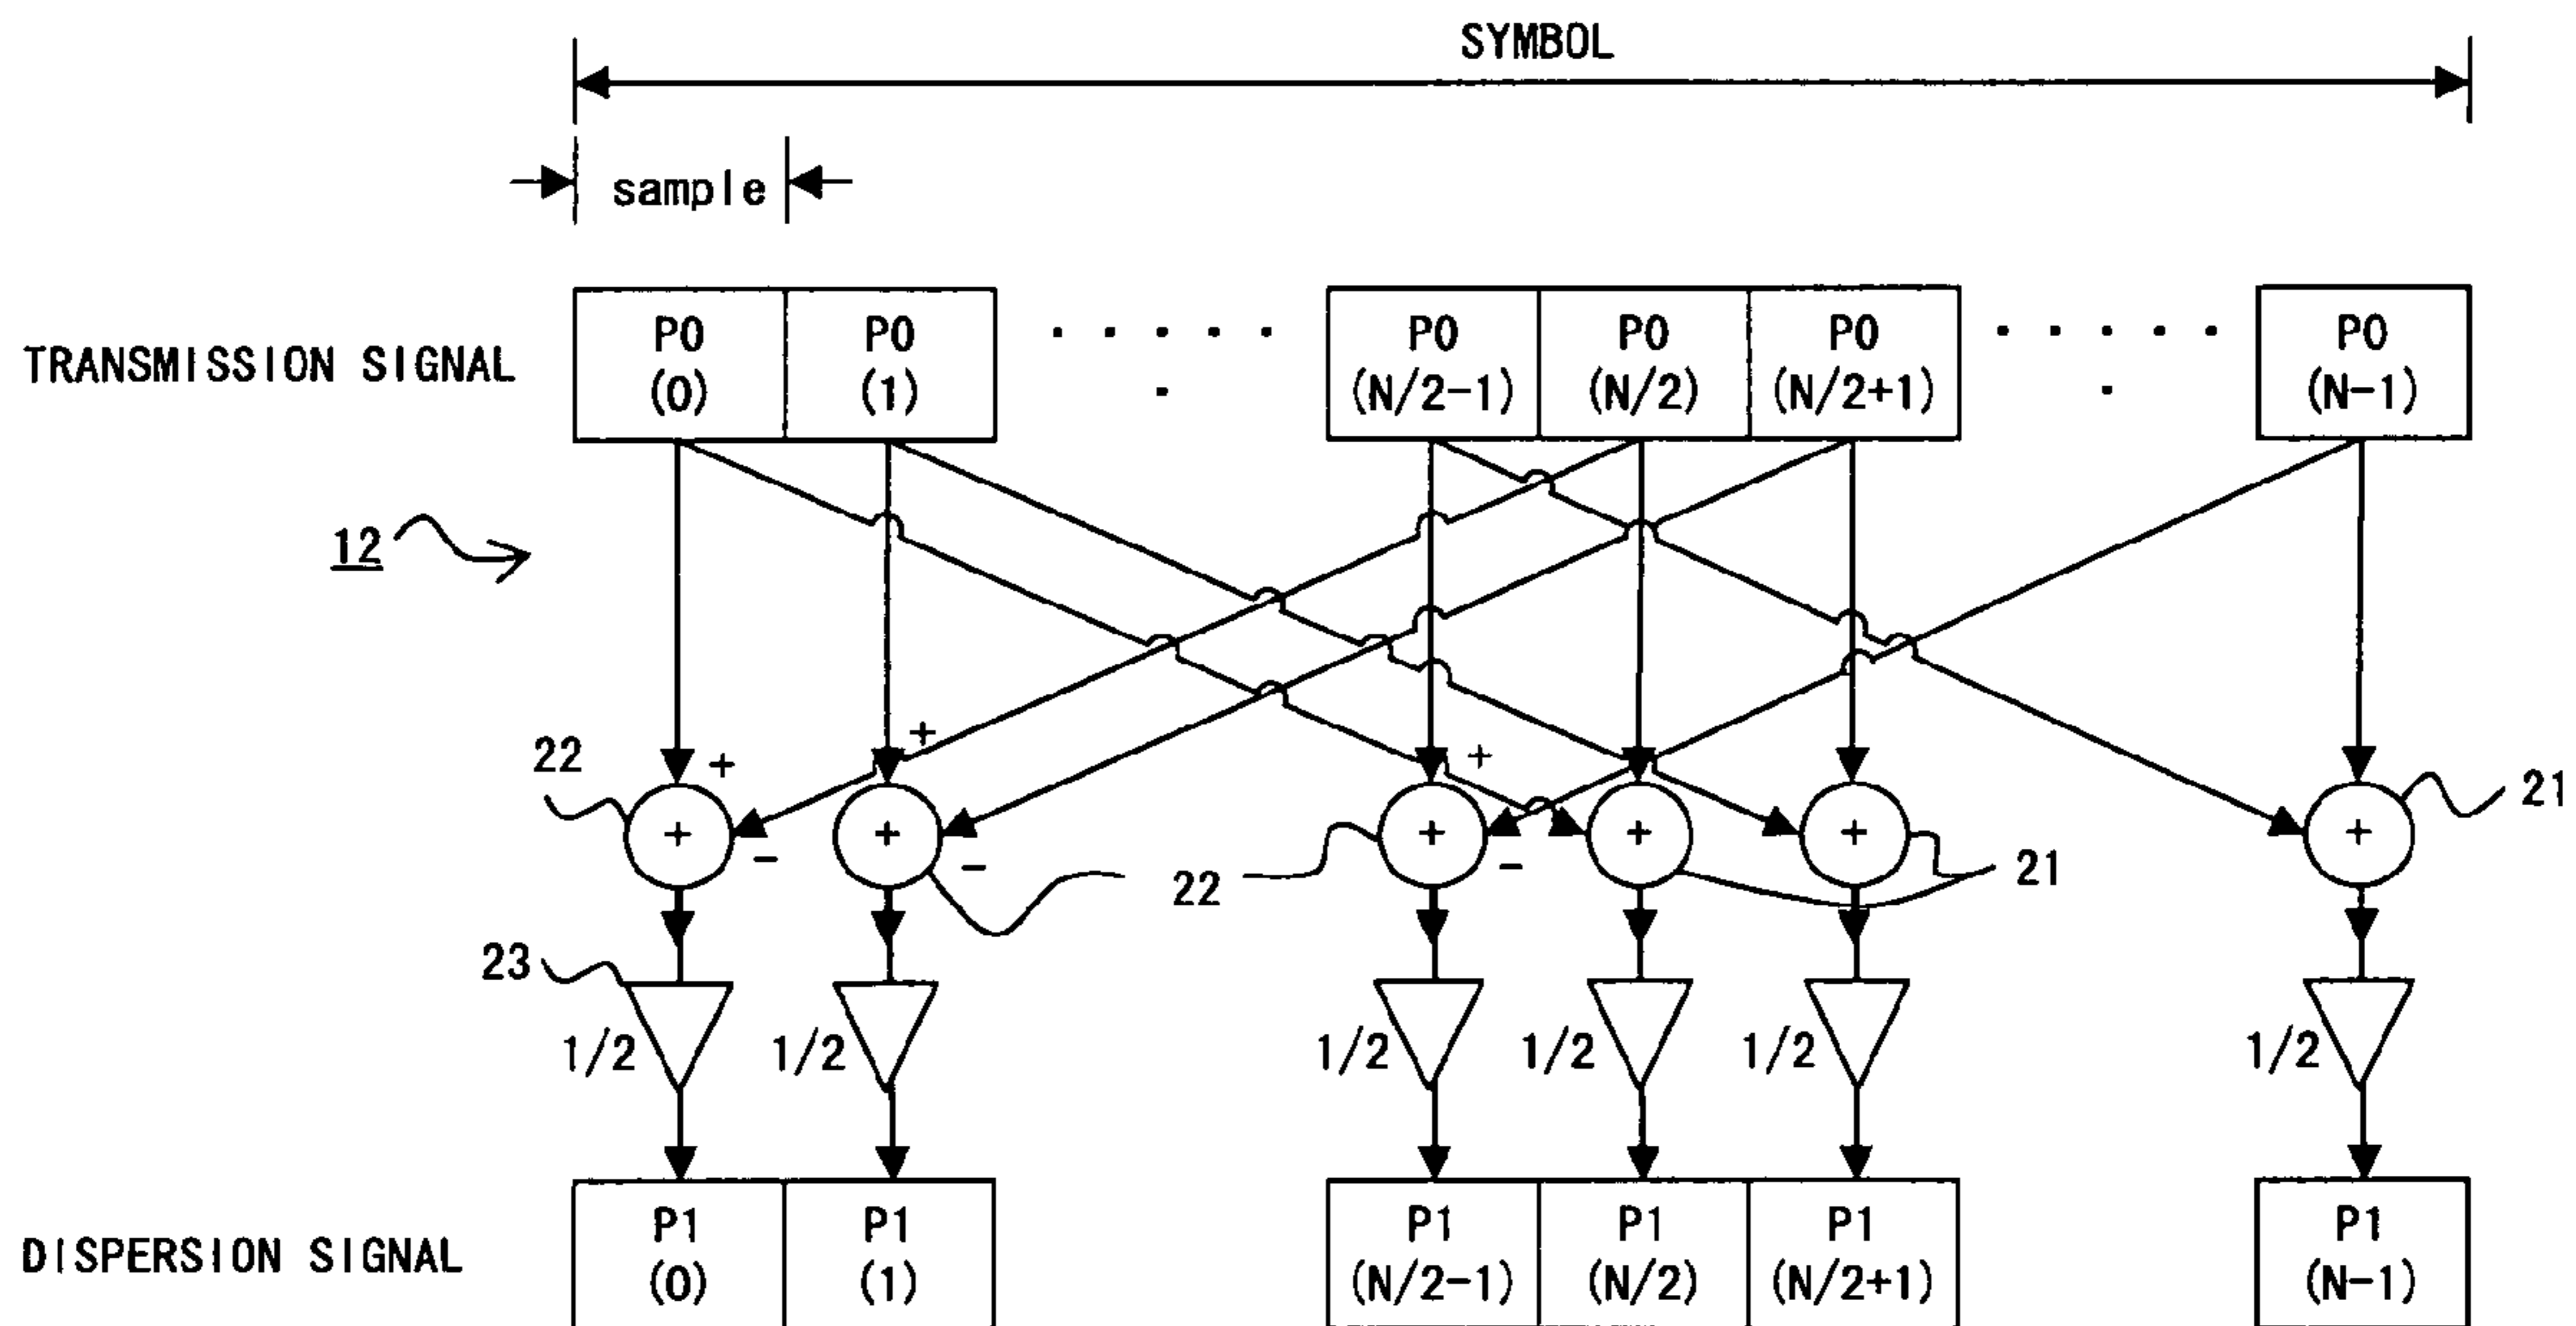 SYMBOL
sample
TRANSMISSION SIGNAL
P0 (0)
P0 (1)
. . . . . .
P0 (N/2-1)
P0 (N/2)
P0 (N/2+1)
. . . . . .
P0 (N-1)
12
+
+
+
22
+
-
+
-
22
+
-
+
+
21
+
21
23
1/2
1/2
1/2
1/2
1/2
1/2
DISPERSION SIGNAL
P1 (0)
P1 (1)
P1 (N/2-1)
P1 (N/2)
P1 (N/2+1)
P1 (N-1)